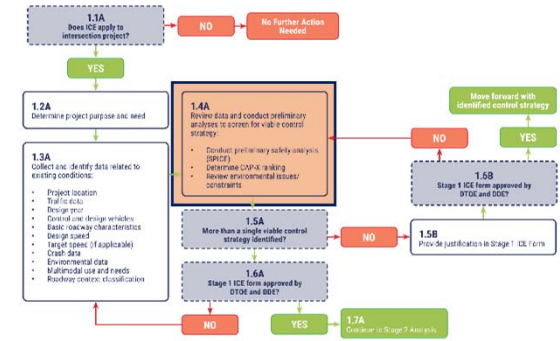 1.1A
Does ICE apply to
intersection project?
NO
No Further Action
Needed
YES
1.2A
Determine project purpose and need
1.3A
Collect and identify data related to
existing conditions:
• Project location
• Traffic data
• Design year
• Control and design vehicles
• Basic roadway characteristics
• Design speed
• Target speed (if applicable)
• Crash data
• Environmental data
• Multimodal use and needs
• Roadway context classification
1.4A
Review data and conduct preliminary
analyses to screen for viable control
strategy:
• Conduct preliminary safety analysis
(SPICE)
• Determine CAP-X ranking
• Review environmental issues/
constraints
1.5A
More than a single viable control
strategy identified?
NO
1.5B
Provide justification in Stage 1 ICE Form
1.6B
Stage 1 ICE form approved by
DTOE and DDE?
NO
YES
Move forward with
identified control strategy
1.6A
Stage 1 ICE form approved by
DTOE and DDE?
NO
YES
1.7A
Continue to Stage 2 Analysis